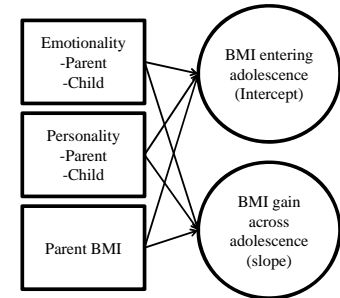 Emotionality
-Parent
-Child
Personality
-Parent
-Child
Parent BMI
BMI entering
adolescence
(Intercept)
BMI gain
across
adolescence
(slope)